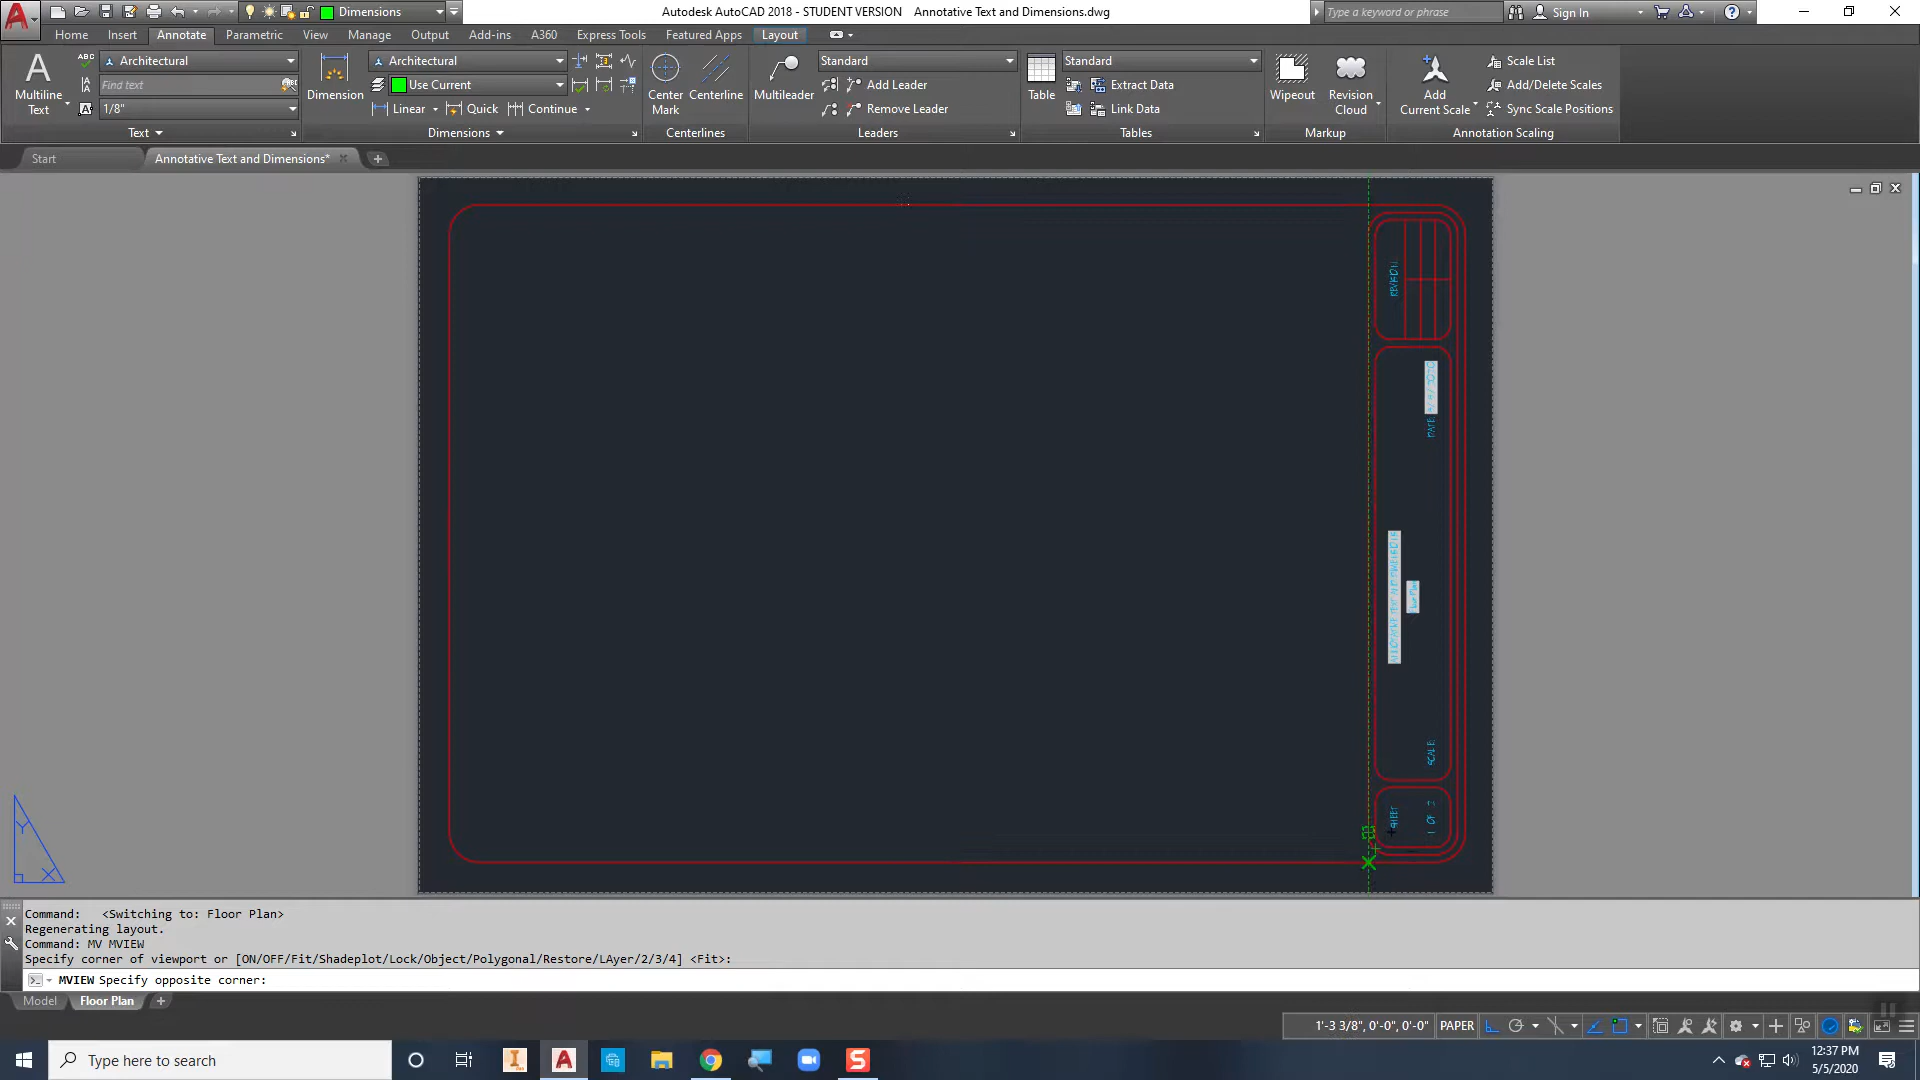 Dimensions
Autodesk AutoCAD 2018 - STUDENT VERSION Annotative Text and Dimensions.dwg
Type a keyword or phrase
Sign In
Home Insert Annotate Parametric View Manage Output Add-ins A360 Express Tools Featured Apps Layout
Multiline Text
ABC
Architectural
Find text
1/8"
Text
Dimension
Architectural
Use Current
Linear Quick Continue
Dimensions
Center Mark
Centerline
Centerlines
Multileader
Standard
Add Leader
Remove Leader
Leaders
Table
Standard
Extract Data
Link Data
Tables
Wipeout
Revision Cloud
Markup
Add Current Scale
Scale List
Add/Delete Scales
Sync Scale Positions
Annotation Scaling
Start
Annotative Text and Dimensions*
DATE
SCALE
SHEET
1 OF 2
Y
X
Command: <Switching to: Floor Plan>
Regenerating layout.
Command: MV MVIEW
Specify corner of viewport or [ON/OFF/Fit/Shadeplot/Lock/Object/Polygonal/Restore/LAyer/2/3/4] <Fit>:
MVIEW Specify opposite corner:
Model Floor Plan
1'-3 3/8", 0'-0", 0'-0" PAPER
Type here to search
12:37 PM
5/5/2020